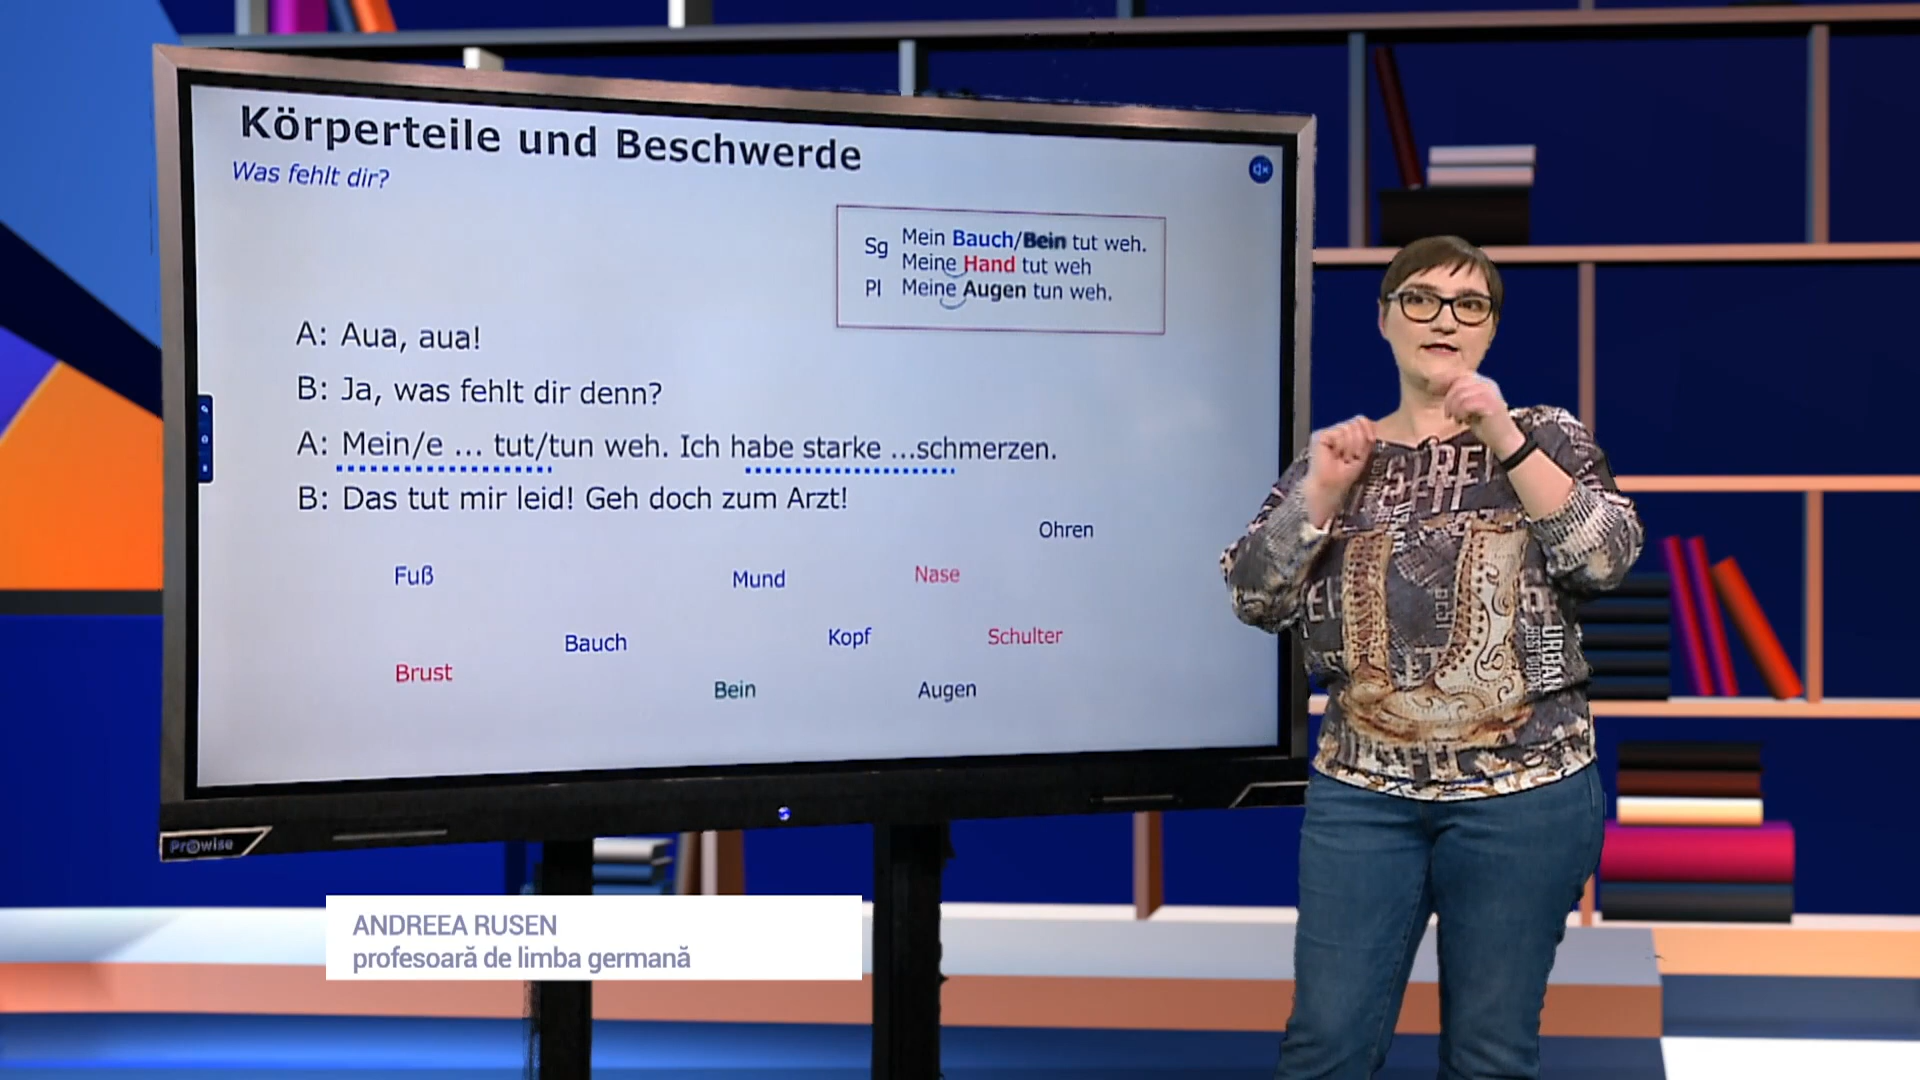 Körperteile und Beschwerde
Was fehlt dir?
Sg Mein Bauch/Bein tut weh.
Meine Hand tut weh
Pl Meine Augen tun weh.
A: Aua, aua!
B: Ja, was fehlt dir denn?
A: Mein/e ... tut/tun weh. Ich habe starke ...schmerzen.
B: Das tut mir leid! Geh doch zum Arzt!
Ohren
Fuß
Mund
Nase
Bauch
Kopf
Schulter
Brust
Bein
Augen
Prowise
ANDREEA RUSEN
profesoară de limba germană
URBAN